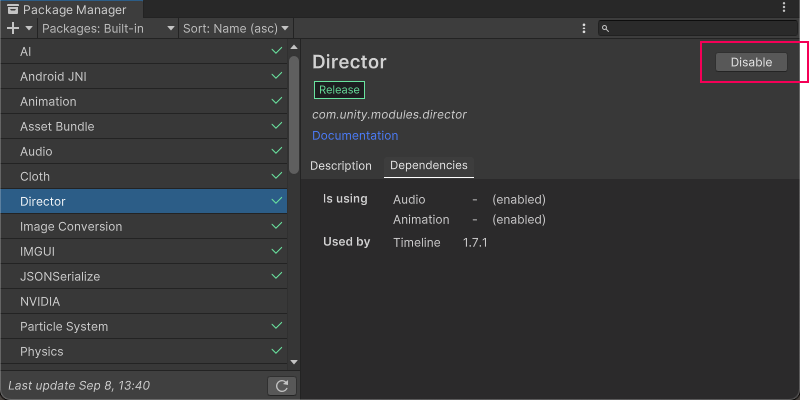 Package Manager
Packages: Built-in
Sort: Name (asc)
AI
Android JNI
Animation
Asset Bundle
Audio
Cloth
Director
Image Conversion
IMGUI
JSONSerialize
NVIDIA
Particle System
Physics
Last update Sep 8, 13:40
Director
Disable
Release
com.unity.modules.director
Documentation
Description Dependencies
Is using Audio - (enabled)
Animation - (enabled)
Used by Timeline 1.7.1